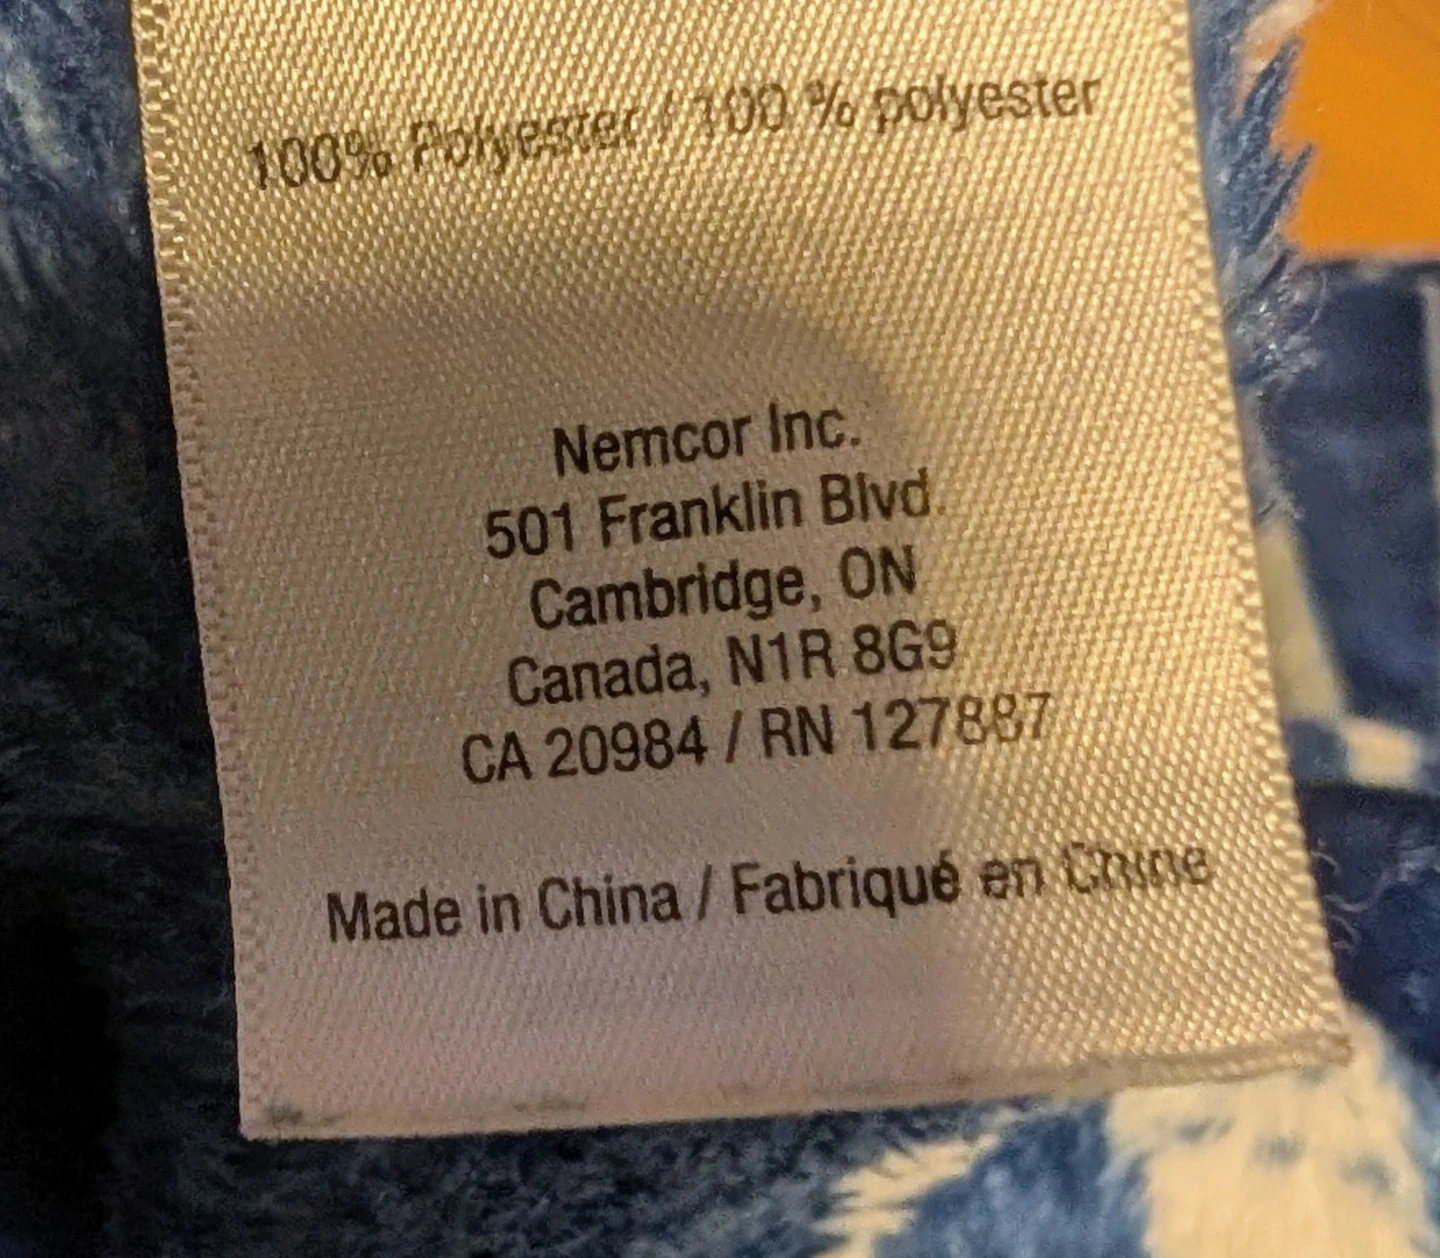 100% Polyester / 100 % polyester
Nemcor Inc.
501 Franklin Blvd.
Cambridge, ON
Canada, N1R 8G9
CA 20984 / RN 127887
Made in China / Fabriqué en Chine